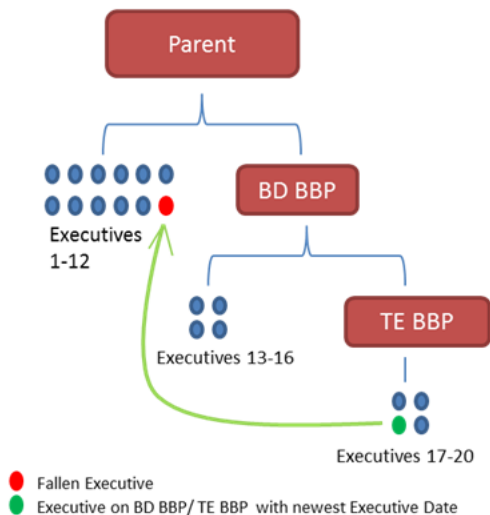 Parent
BD BBP
Executives
1-12
TE BBP
Executives 13-16
Executives 17-20
Fallen Executive
Executive on BD BBP/ TE BBP with newest Executive Date